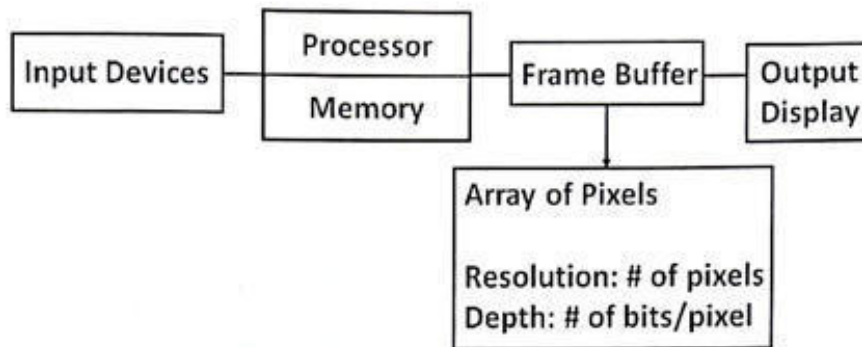 Input Devices
Processor
Memory
Frame Buffer
Output
Display
Array of Pixels
Resolution: # of pixels
Depth: # of bits/pixel